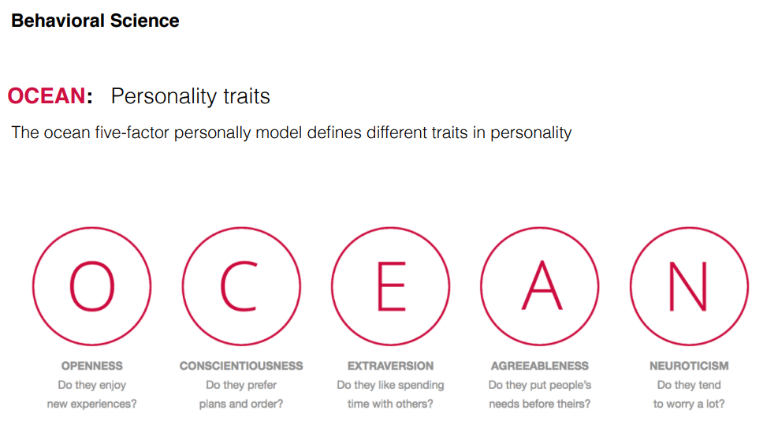 Behavioral Science
OCEAN: Personality traits
The ocean five-factor personally model defines different traits in personality
O C E A N
OPENNESS CONSCIENTIOUSNESS EXTRAVERSION AGREEABLENESS NEUROTICISM
Do they enjoy Do they prefer Do they like spending Do they put people's Do they tend
new experiences? plans and order? time with others? needs before theirs? to worry a lot?